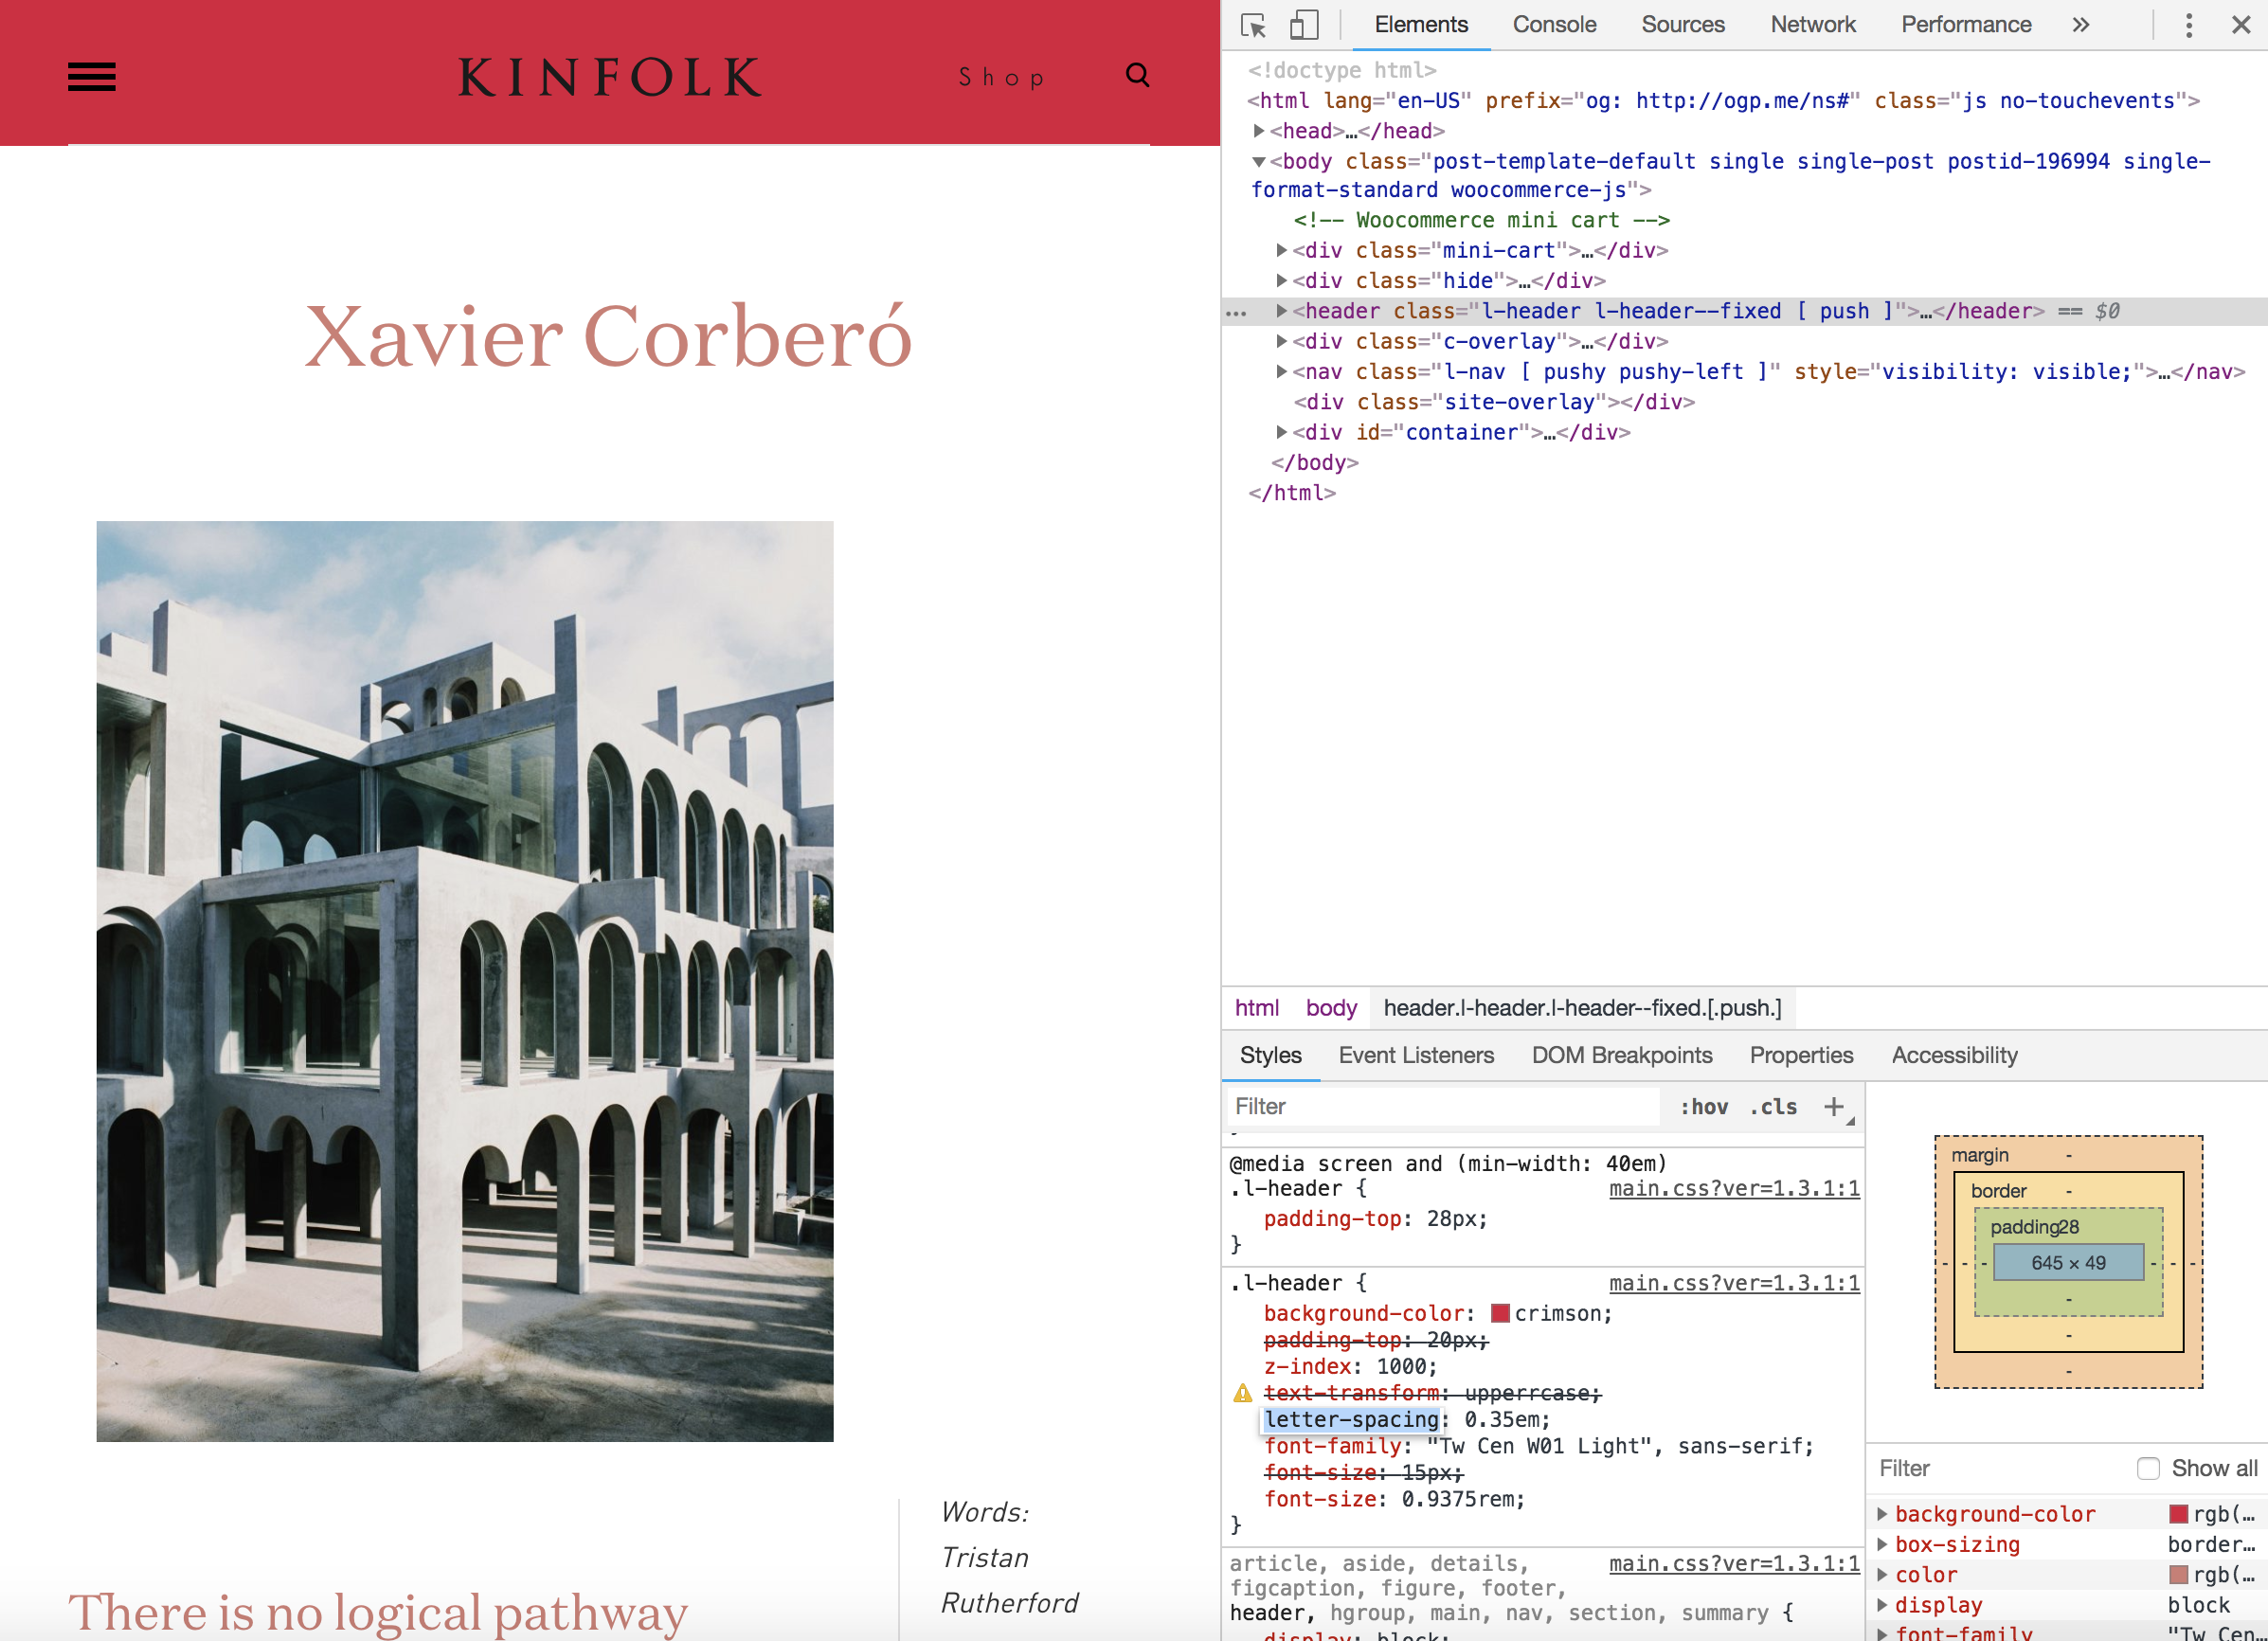 KINFOLK
Shop
Xavier Corberó
Words:
Tristan
Rutherford
There is no logical pathway
Elements Console Sources Network Performance »
<!doctype html>
<html lang="en-US" prefix="og: http://ogp.me/ns#" class="js no-touchevents">
<head>…</head>
<body class="post-template-default single single-post postid-196994 single-
format-standard woocommerce-js">
<!-- Woocommerce mini cart -->
<div class="mini-cart">…</div>
<div class="hide">…</div>
… <header class="l-header l-header--fixed [ push ]">…</header> == $0
<div class="c-overlay">…</div>
<nav class="l-nav [ pushy pushy-left ]" style="visibility: visible;">…</nav>
<div class="site-overlay"></div>
<div id="container">…</div>
</body>
</html>
html body header.l-header.l-header--fixed.[.push.]
Styles Event Listeners DOM Breakpoints Properties Accessibility
Filter :hov .cls +
@media screen and (min-width: 40em)
.l-header { main.css?ver=1.3.1:1
padding-top: 28px;
}
.l-header { main.css?ver=1.3.1:1
background-color: crimson;
padding-top: 20px;
z-index: 1000;
text-transform: upperrcase;
letter-spacing: 0.35em;
font-family: "Tw Cen W01 Light", sans-serif;
font-size: 15px;
font-size: 0.9375rem;
}
article, aside, details, main.css?ver=1.3.1:1
figcaption, figure, footer,
header, hgroup, main, nav, section, summary {
display: block;
margin -
border -
padding28
- - - 645 × 49 - - -
-
-
-
Filter Show all
background-color rgb(…
box-sizing border…
color rgb(…
display block
font-family "Tw Cen…